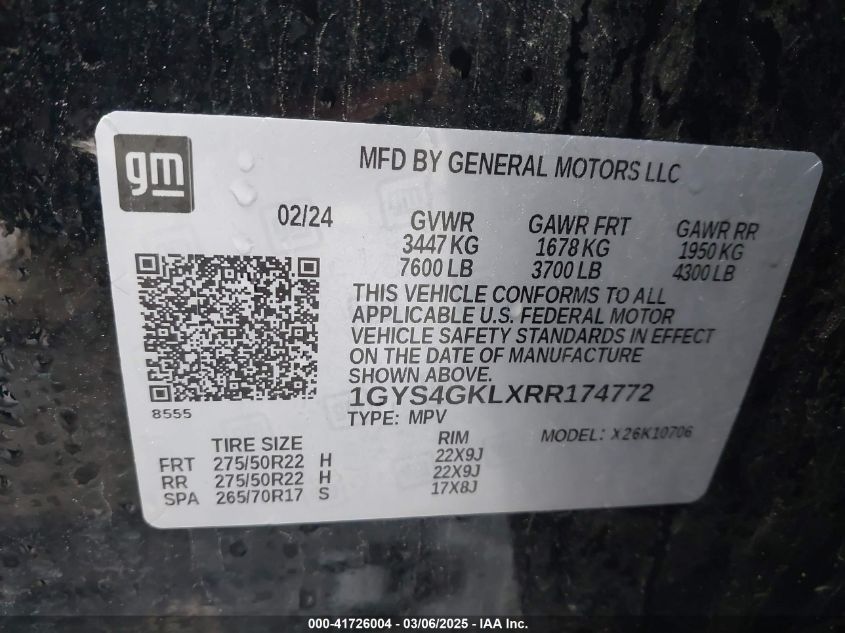 gm
MFD BY GENERAL MOTORS LLC
02/24
GVWR GAWR FRT GAWR RR
3447 KG 1678 KG 1950 KG
7600 LB 3700 LB 4300 LB
THIS VEHICLE CONFORMS TO ALL
APPLICABLE U.S. FEDERAL MOTOR
VEHICLE SAFETY STANDARDS IN EFFECT
ON THE DATE OF MANUFACTURE
SHOWN ABOVE.
1GYS4GKLXRR174772
8555
TYPE: MPV
MODEL: X26K10706
TIRE SIZE RIM
FRT 275/50R22 H 22X9J
RR 275/50R22 H 22X9J
SPA 265/70R17 S 17X8J
000-41726004 - 03/06/2025 - IAA Inc.